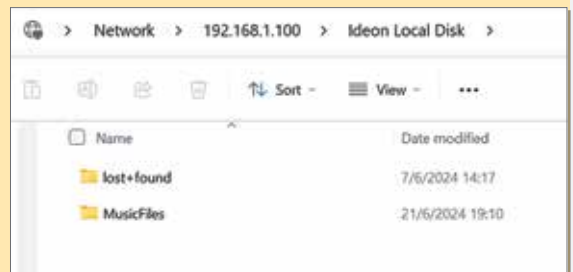 > Network > 192.168.1.100 > Ideon Local Disk >
Sort View ...
Name Date modified
lost+found 7/6/2024 14:17
MusicFiles 21/6/2024 19:10